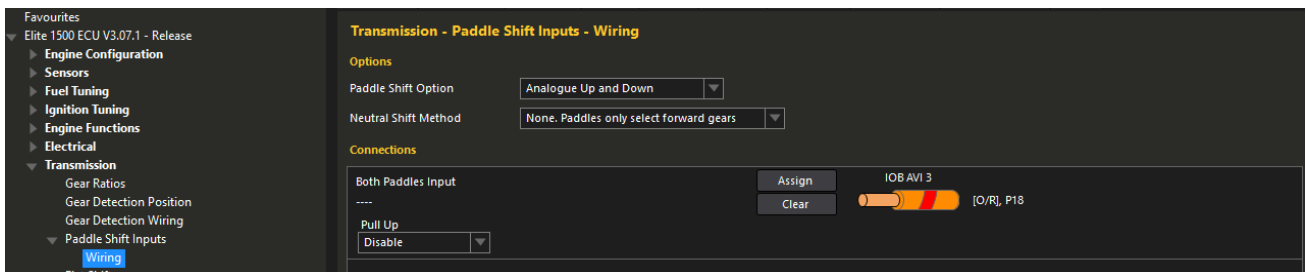 Favourites
Elite 1500 ECU V3.07.1 - Release
Engine Configuration
Sensors
Fuel Tuning
Ignition Tuning
Engine Functions
Electrical
Transmission
Gear Ratios
Gear Detection Position
Gear Detection Wiring
Paddle Shift Inputs
Wiring
Transmission - Paddle Shift Inputs - Wiring
Options
Paddle Shift Option Analogue Up and Down
Neutral Shift Method None. Paddles only select forward gears
Connections
Both Paddles Input Assign IOB AVI 3
---- Clear [O/R], P18
Pull Up
Disable